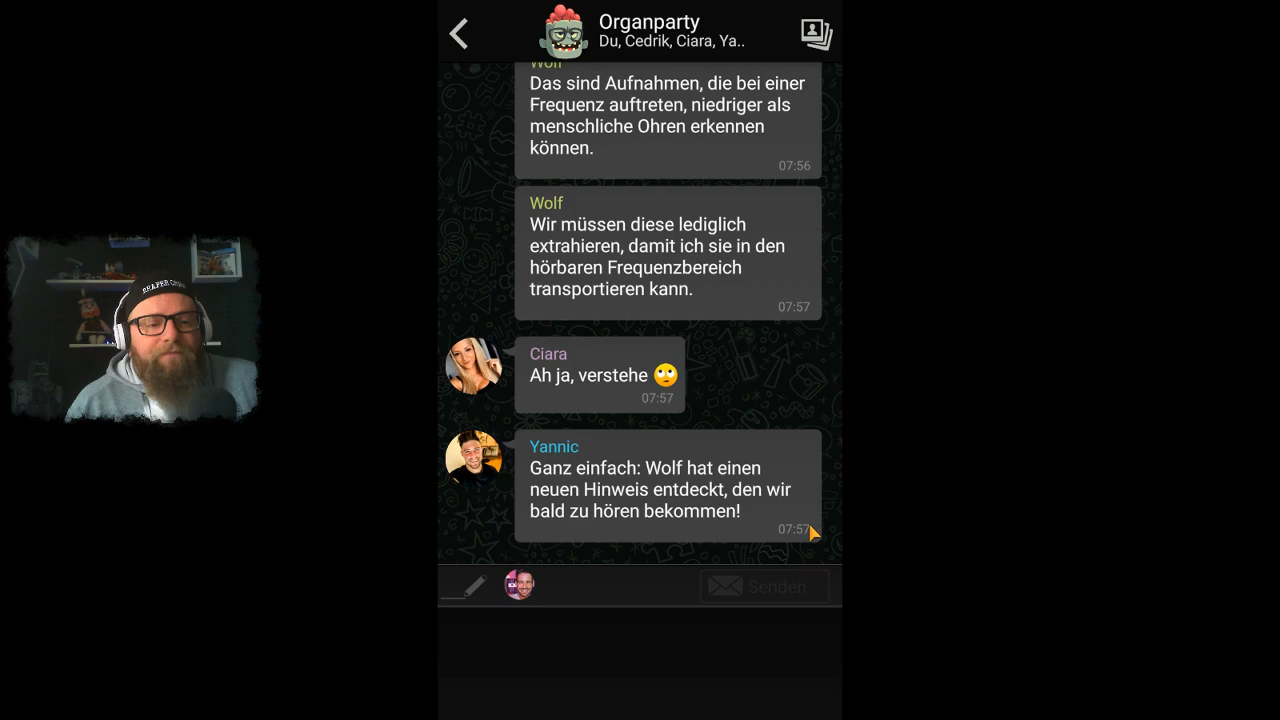 Organparty
Du, Cedrik, Ciara, Ya..
Wolf
Das sind Aufnahmen, die bei einer
Frequenz auftreten, niedriger als
menschliche Ohren erkennen
können.
07:56
Wolf
Wir müssen diese lediglich
extrahieren, damit ich sie in den
hörbaren Frequenzbereich
transportieren kann.
07:57
Ciara
Ah ja, verstehe 🙄
07:57
Yannic
Ganz einfach: Wolf hat einen
neuen Hinweis entdeckt, den wir
bald zu hören bekommen!
07:57
Senden